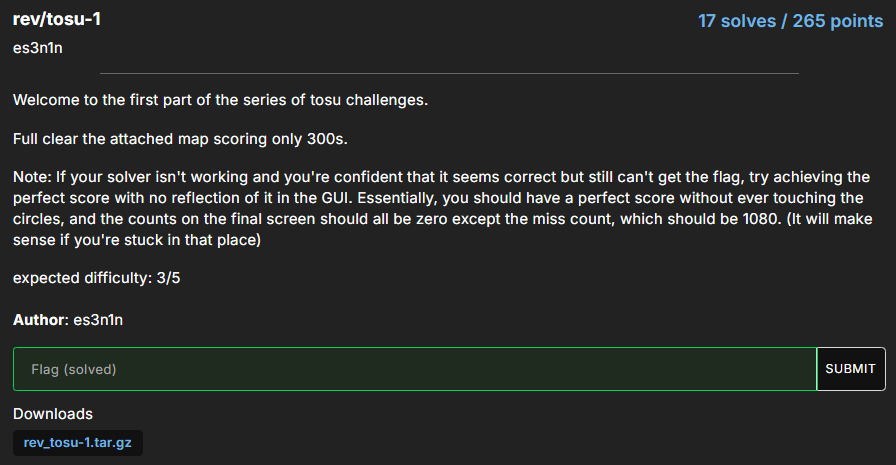 rev/tosu-1
17 solves / 265 points
es3n1n
Welcome to the first part of the series of tosu challenges.
Full clear the attached map scoring only 300s.
Note: If your solver isn't working and you're confident that it seems correct but still can't get the flag, try achieving the
perfect score with no reflection of it in the GUI. Essentially, you should have a perfect score without ever touching the
circles, and the counts on the final screen should all be zero except the miss count, which should be 1080. (It will make
sense if you're stuck in that place)
expected difficulty: 3/5
Author: es3n1n
Flag (solved)
SUBMIT
Downloads
rev_tosu-1.tar.gz